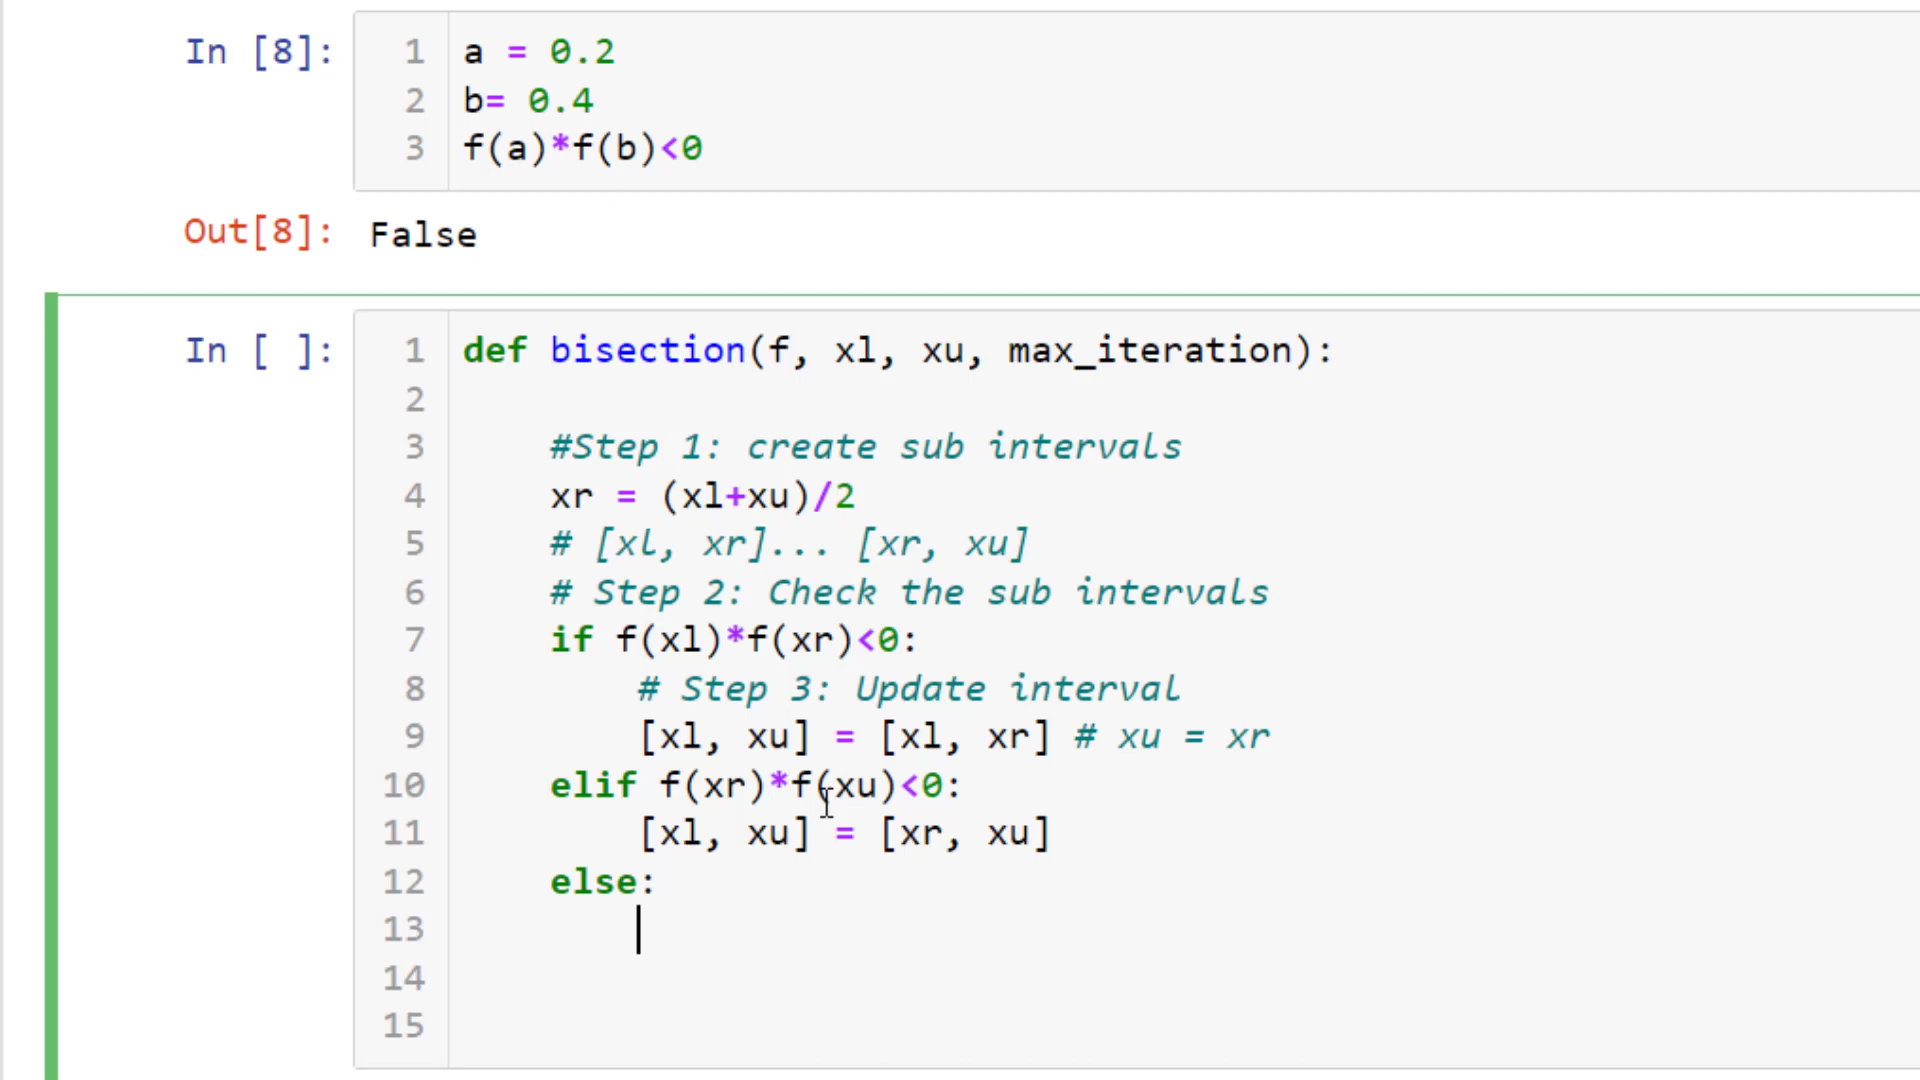 In [8]:
1 a = 0.2
2 b= 0.4
3 f(a)*f(b)<0
Out[8]: False
In [ ]:
1 def bisection(f, xl, xu, max_iteration):
2
3 #Step 1: create sub intervals
4 xr = (xl+xu)/2
5 # [xl, xr]... [xr, xu]
6 # Step 2: Check the sub intervals
7 if f(xl)*f(xr)<0:
8 # Step 3: Update interval
9 [xl, xu] = [xl, xr] # xu = xr
10 elif f(xr)*f(xu)<0:
11 [xl, xu] = [xr, xu]
12 else:
13
14
15